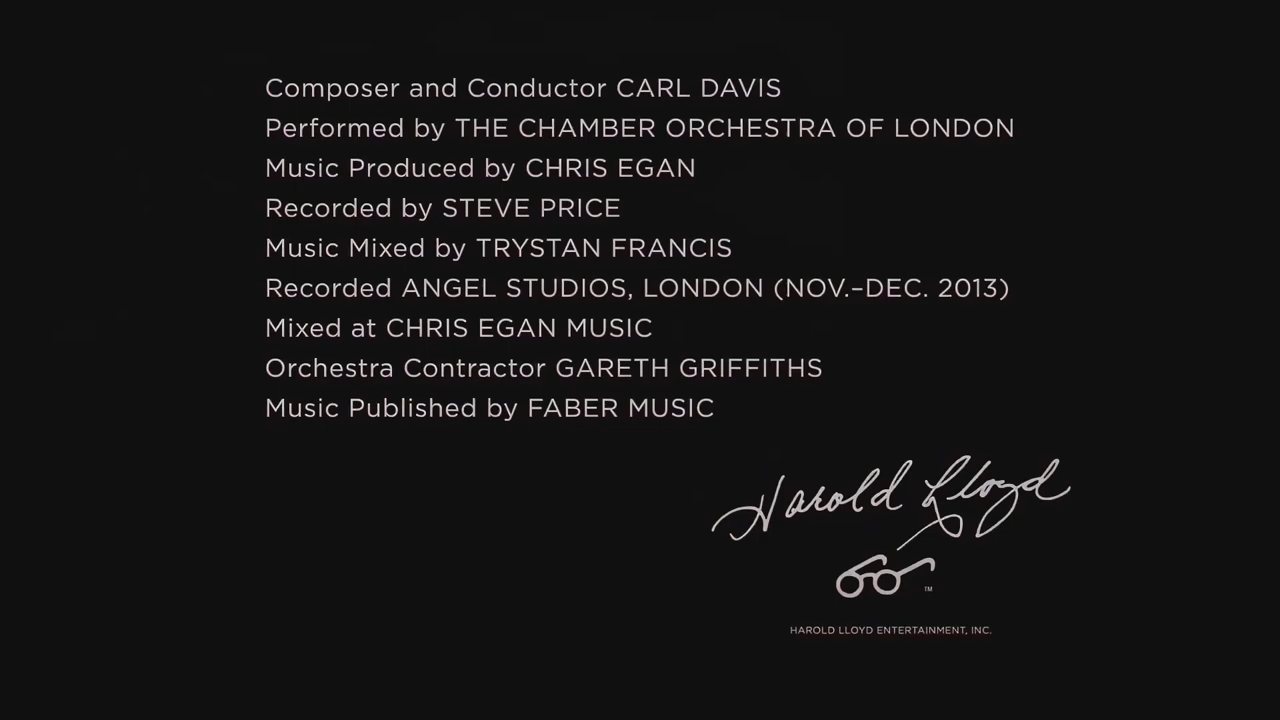 Composer and Conductor CARL DAVIS
Performed by THE CHAMBER ORCHESTRA OF LONDON
Music Produced by CHRIS EGAN
Recorded by STEVE PRICE
Music Mixed by TRYSTAN FRANCIS
Recorded ANGEL STUDIOS, LONDON (NOV.–DEC. 2013)
Mixed at CHRIS EGAN MUSIC
Orchestra Contractor GARETH GRIFFITHS
Music Published by FABER MUSIC
Harold Lloyd
TM
HAROLD LLOYD ENTERTAINMENT, INC.